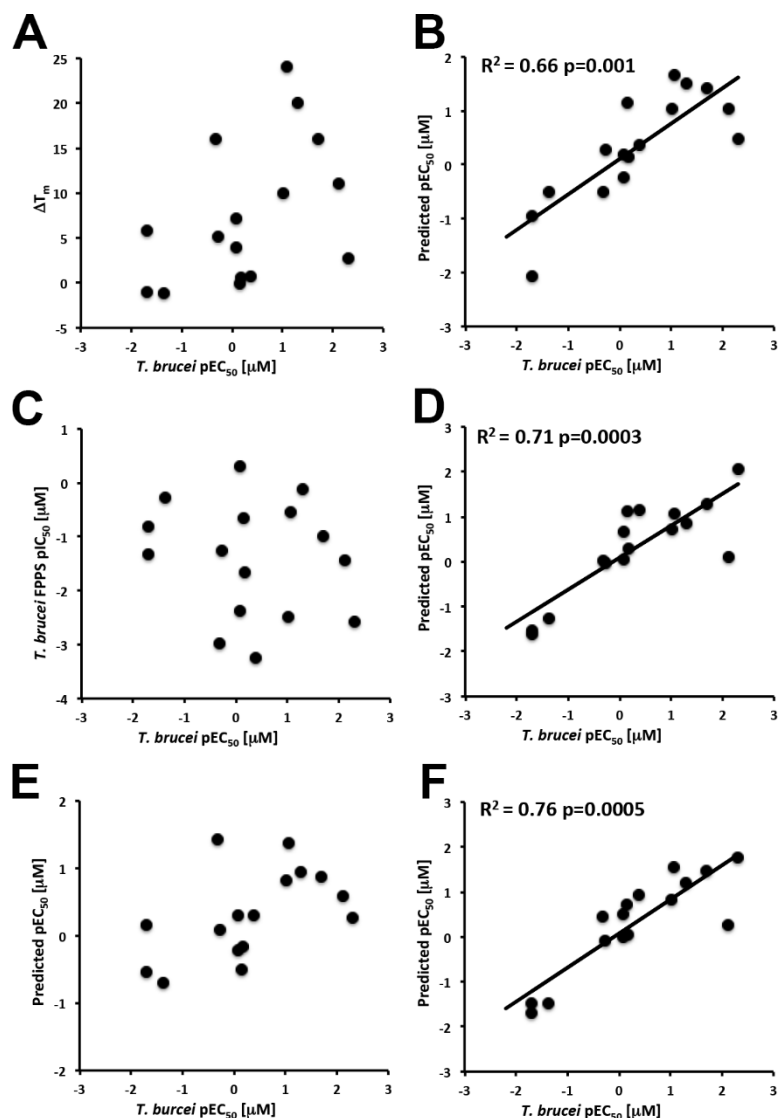 A
25
20
15
10
5
0
-5
ΔTm
-3 -2 -1 0 1 2 3
T. brucei pEC50 [μM]
B
R2 = 0.66 p=0.001
2
1
0
-1
-2
-3
Predicted pEC50 [μM]
-3 -2 -1 0 1 2 3
T. brucei pEC50 [μM]
C
1
0
-1
-2
-3
-4
T. brucei FPPS pIC50 [μM]
-3 -2 -1 0 1 2 3
T. brucei pEC50 [μM]
D
R2 = 0.71 p=0.0003
3
2
1
0
-1
-2
-3
Predicted pEC50 [μM]
-3 -2 -1 0 1 2 3
T. brucei pEC50 [μM]
E
2
1
0
-1
-2
Predicted pEC50 [μM]
-3 -2 -1 0 1 2 3
T. burcei pEC50 [μM]
F
R2 = 0.76 p=0.0005
3
2
1
0
-1
-2
-3
Predicted pEC50 [μM]
-3 -2 -1 0 1 2 3
T. brucei pEC50 [μM]